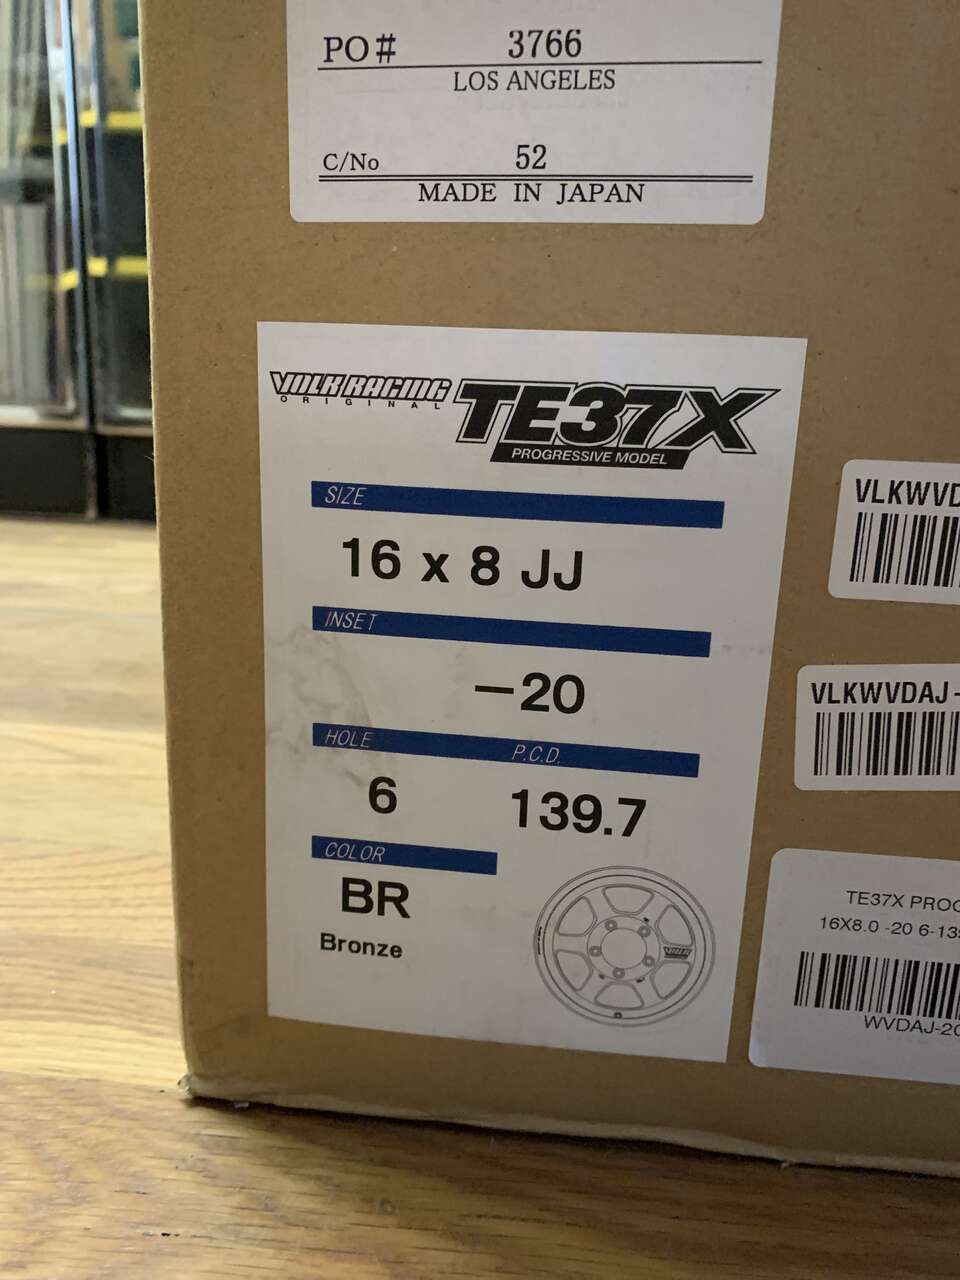 PO# 3766
LOS ANGELES
C/No 52
MADE IN JAPAN
VOLK RACING
ORIGINAL
TE37X
PROGRESSIVE MODEL
SIZE
16 x 8 JJ
INSET
-20
HOLE P.C.D.
6 139.7
COLOR
BR
Bronze
VOLK
VLKWVD
VLKWVDAJ-
TE37X PROG
16X8.0 -20 6-139
WVDAJ-20